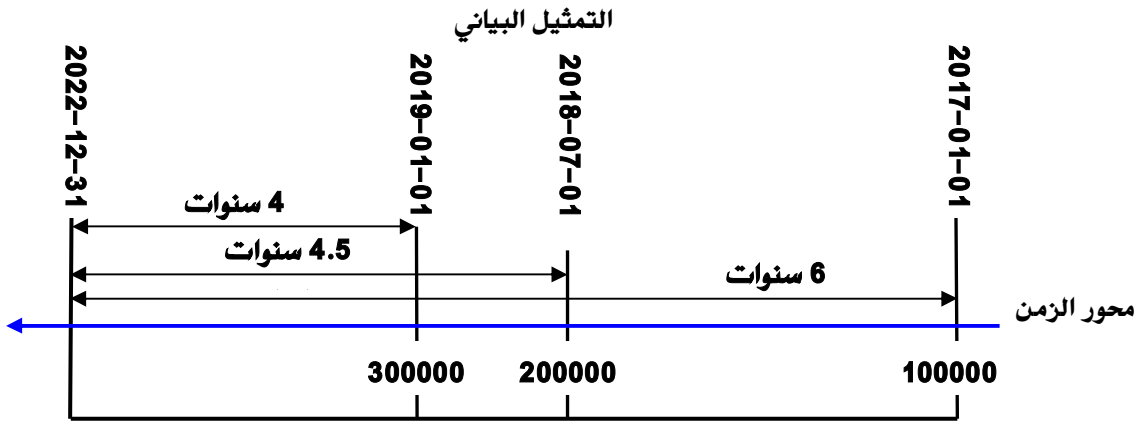 التمثيل البياني
2017-01-01
2018-07-01
2019-01-01
2022-12-31
4 سنوات
4.5 سنوات
6 سنوات
محور الزمن
100000
200000
300000